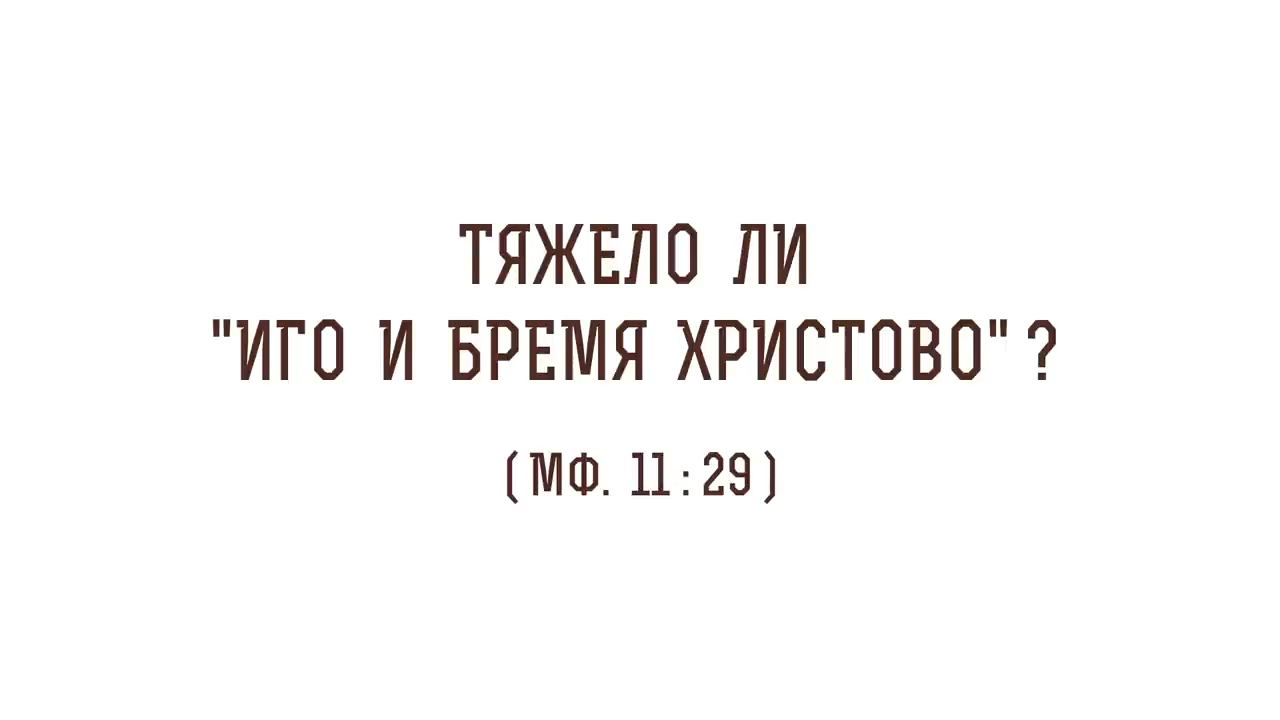 ТЯЖЕЛО ЛИ
"ИГО И БРЕМЯ ХРИСТОВО"?
(МФ. 11:29)